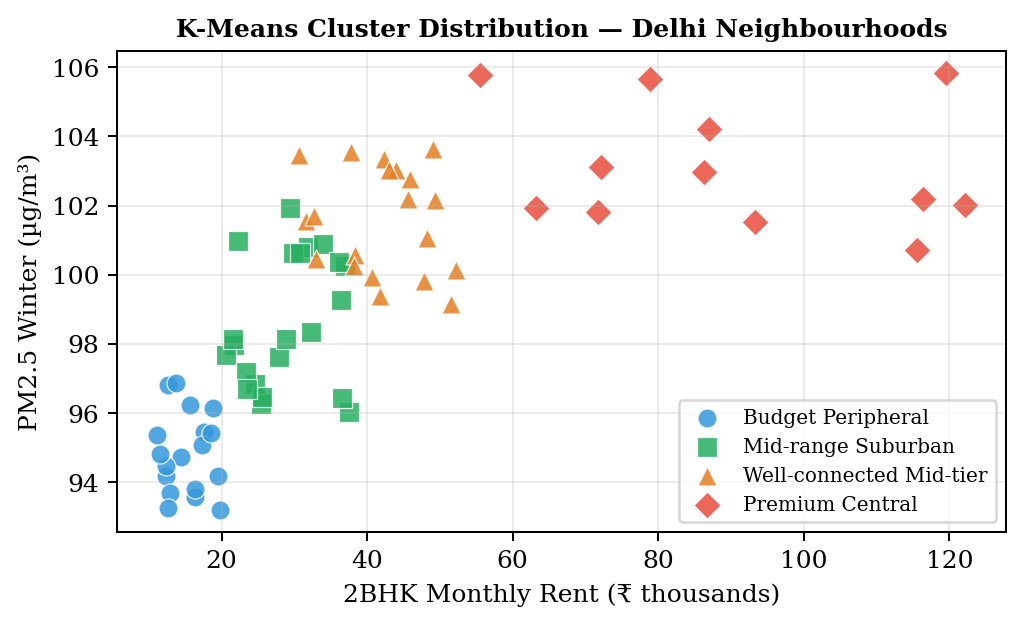 K-Means Cluster Distribution — Delhi Neighbourhoods
PM2.5 Winter (µg/m³)
106
104
102
100
98
96
94
Budget Peripheral
Mid-range Suburban
Well-connected Mid-tier
Premium Central
20 40 60 80 100 120
2BHK Monthly Rent (₹ thousands)